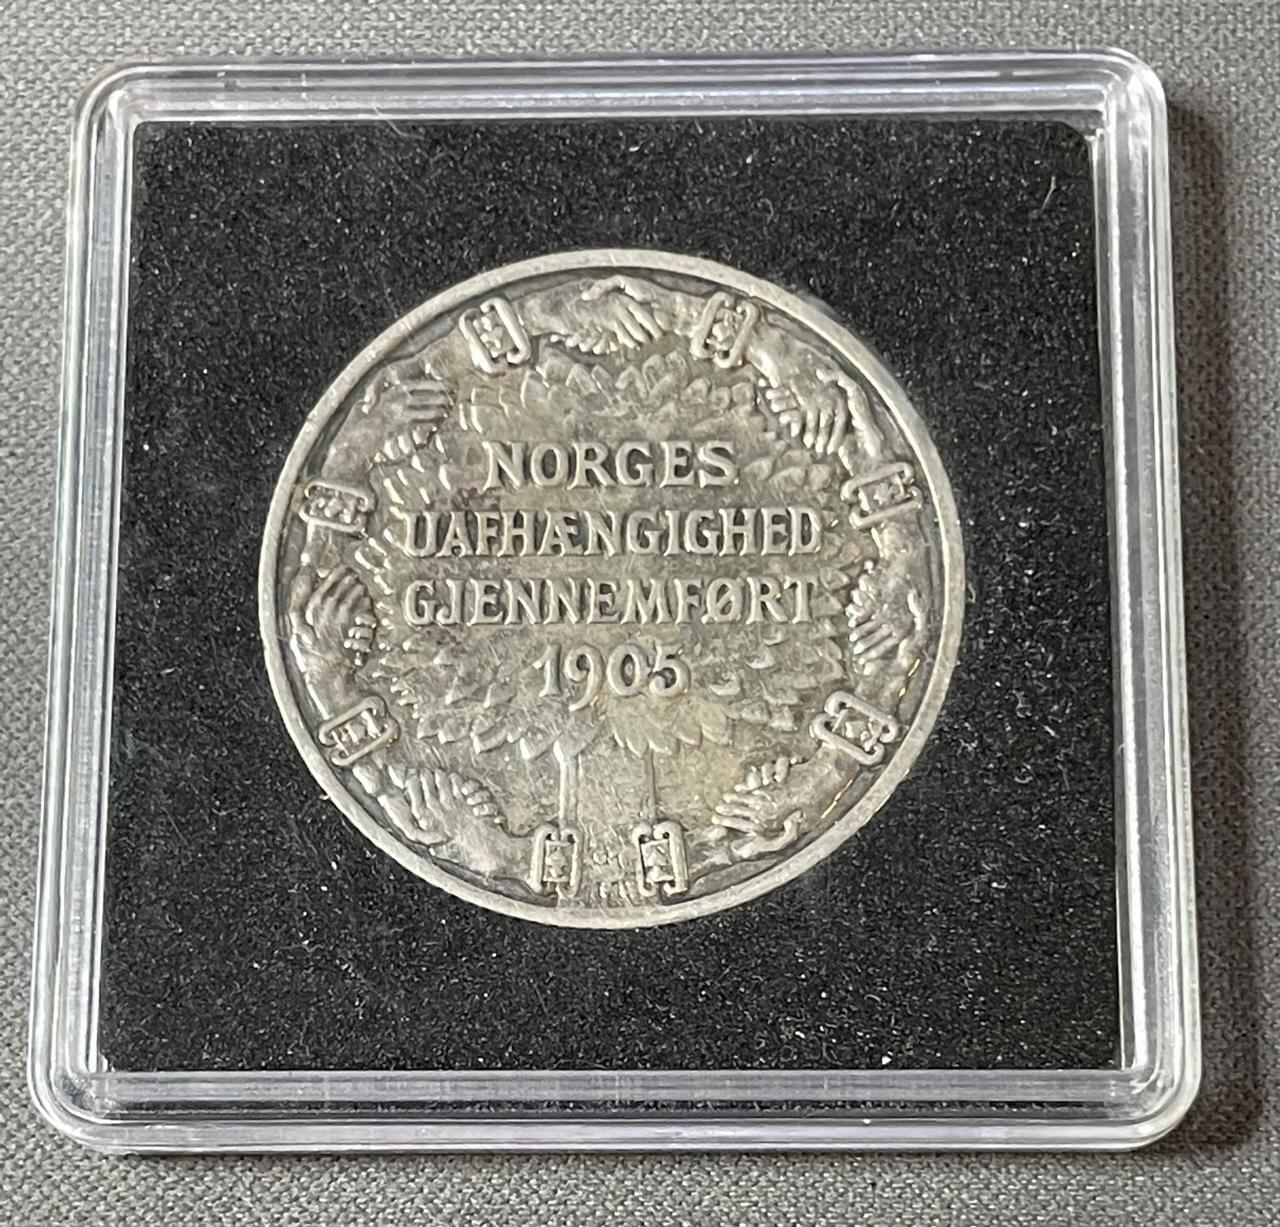 NORGES
UAFHÆNGIGHED
GJENNEMFØRT
1905